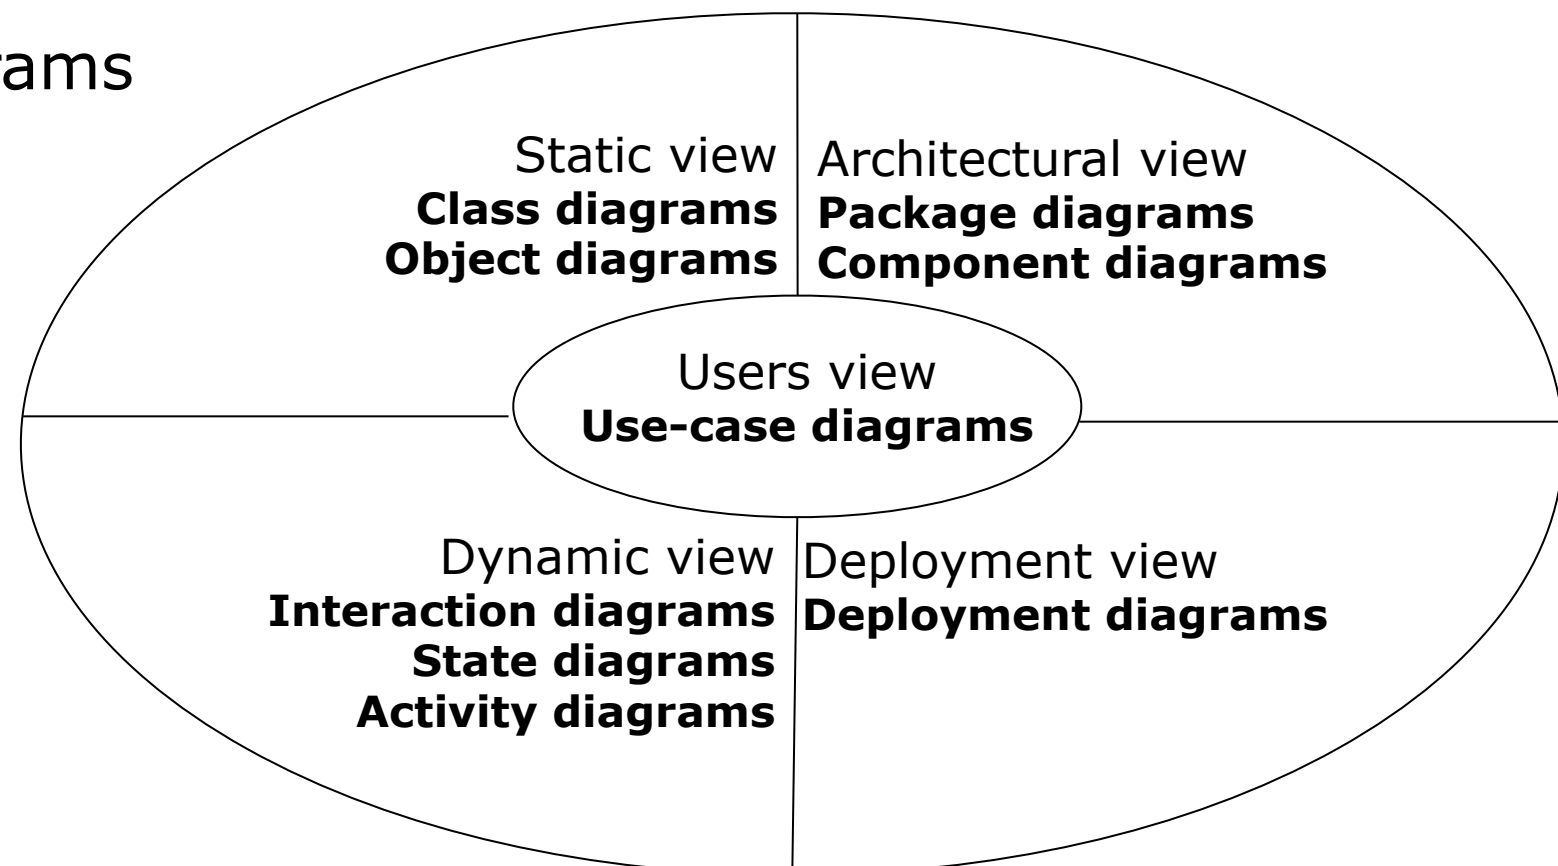 rams
Static view
Class diagrams
Object diagrams
Architectural view
Package diagrams
Component diagrams
Users view
Use-case diagrams
Dynamic view
Interaction diagrams
State diagrams
Activity diagrams
Deployment view
Deployment diagrams